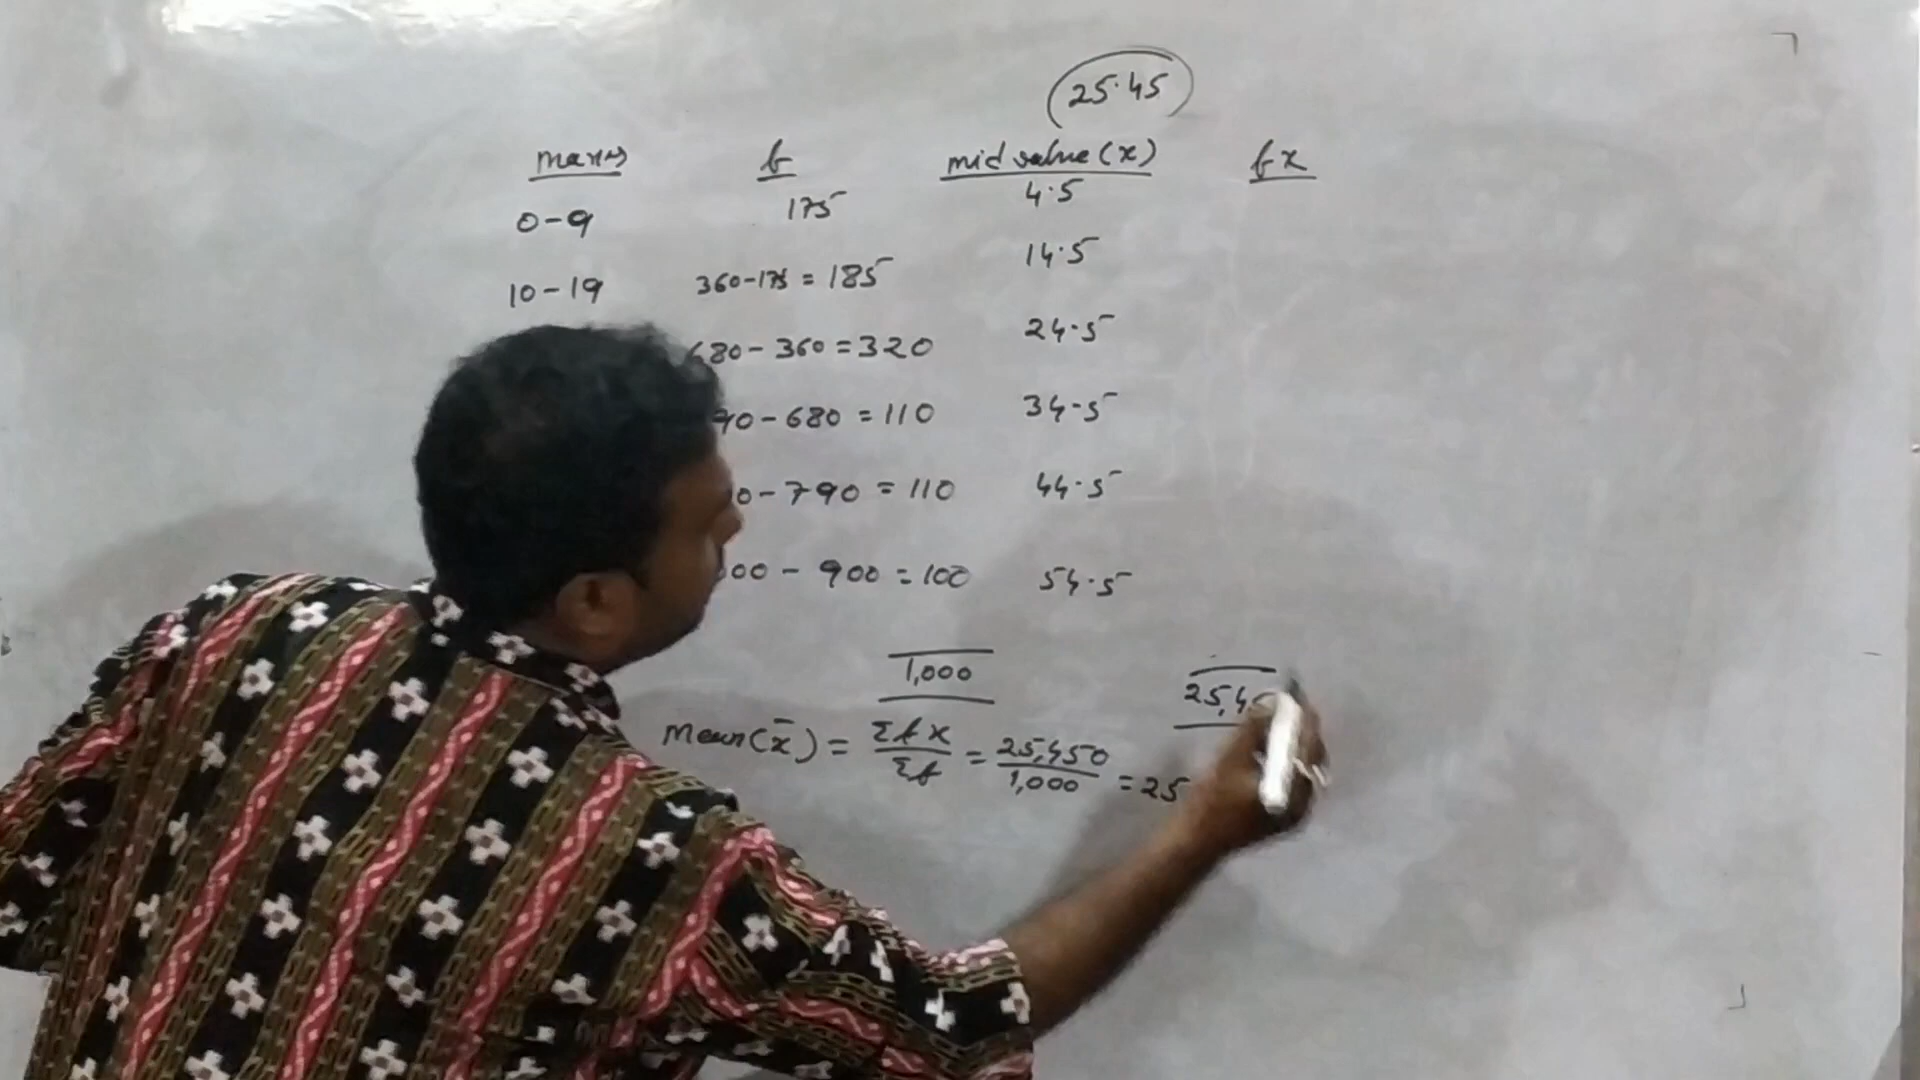 25.45
marks f mid value (x) fx
0-9 175 4.5
10-19 360-175 = 185 14.5
680-360 = 320 24.5
90-680 = 110 34.5
0-790 = 110 44.5
000-900 = 100 54.5
1,000 25,4
mean (x̄) = Σfx/Σf = 25,450/1,000 = 25